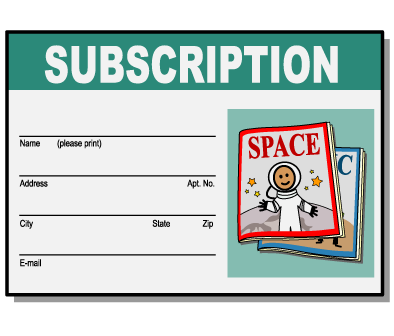 SUBSCRIPTION
Name (please print)
Address Apt. No.
City State Zip
E-mail
SPACE
C